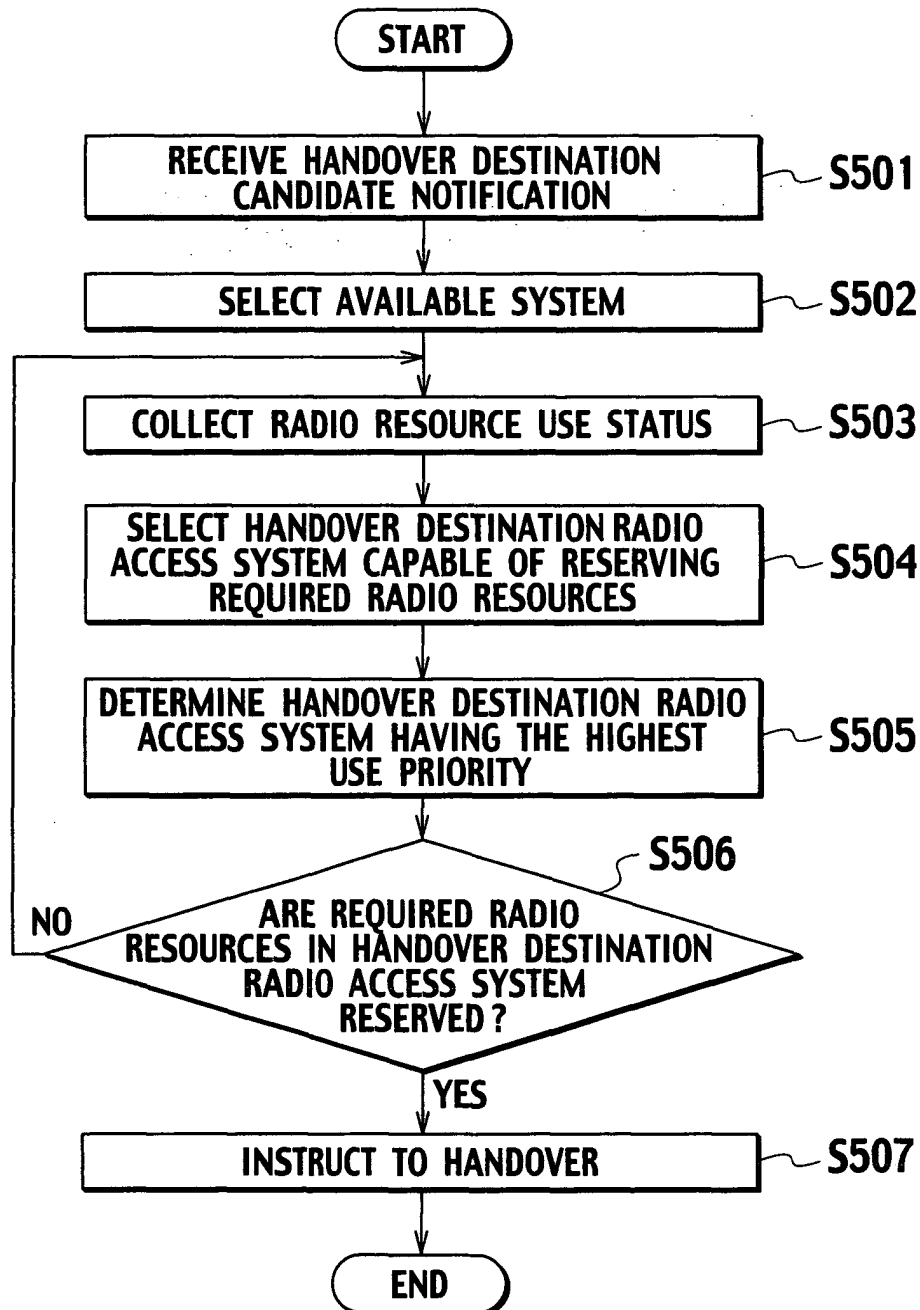 START
RECEIVE HANDOVER DESTINATION
CANDIDATE NOTIFICATION
S501
SELECT AVAILABLE SYSTEM
S502
COLLECT RADIO RESOURCE USE STATUS
S503
SELECT HANDOVER DESTINATION RADIO
ACCESS SYSTEM CAPABLE OF RESERVING
REQUIRED RADIO RESOURCES
S504
DETERMINE HANDOVER DESTINATION RADIO
ACCESS SYSTEM HAVING THE HIGHEST
USE PRIORITY
S505
S506
NO
ARE REQUIRED RADIO
RESOURCES IN HANDOVER DESTINATION
RADIO ACCESS SYSTEM
RESERVED ?
YES
INSTRUCT TO HANDOVER
S507
END